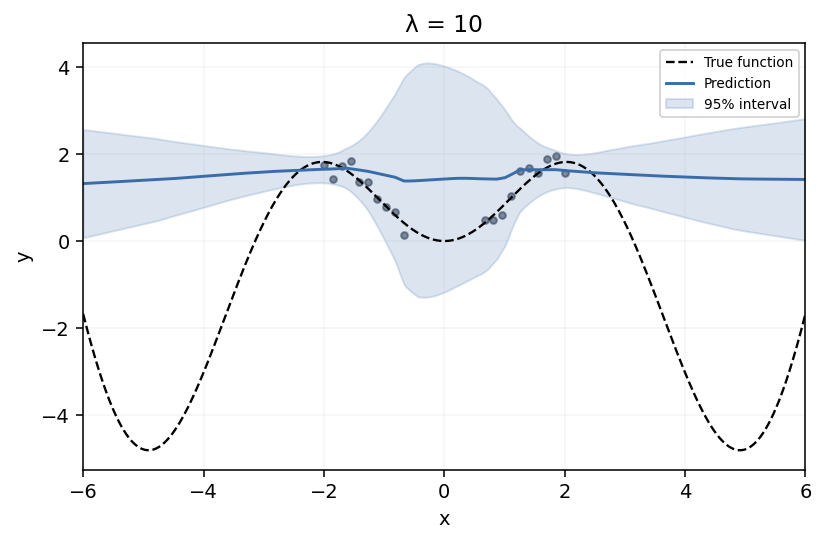 λ = 10
True function
Prediction
95% interval
y
4
2
0
−2
−4
−6 −4 −2 0 2 4 6
x